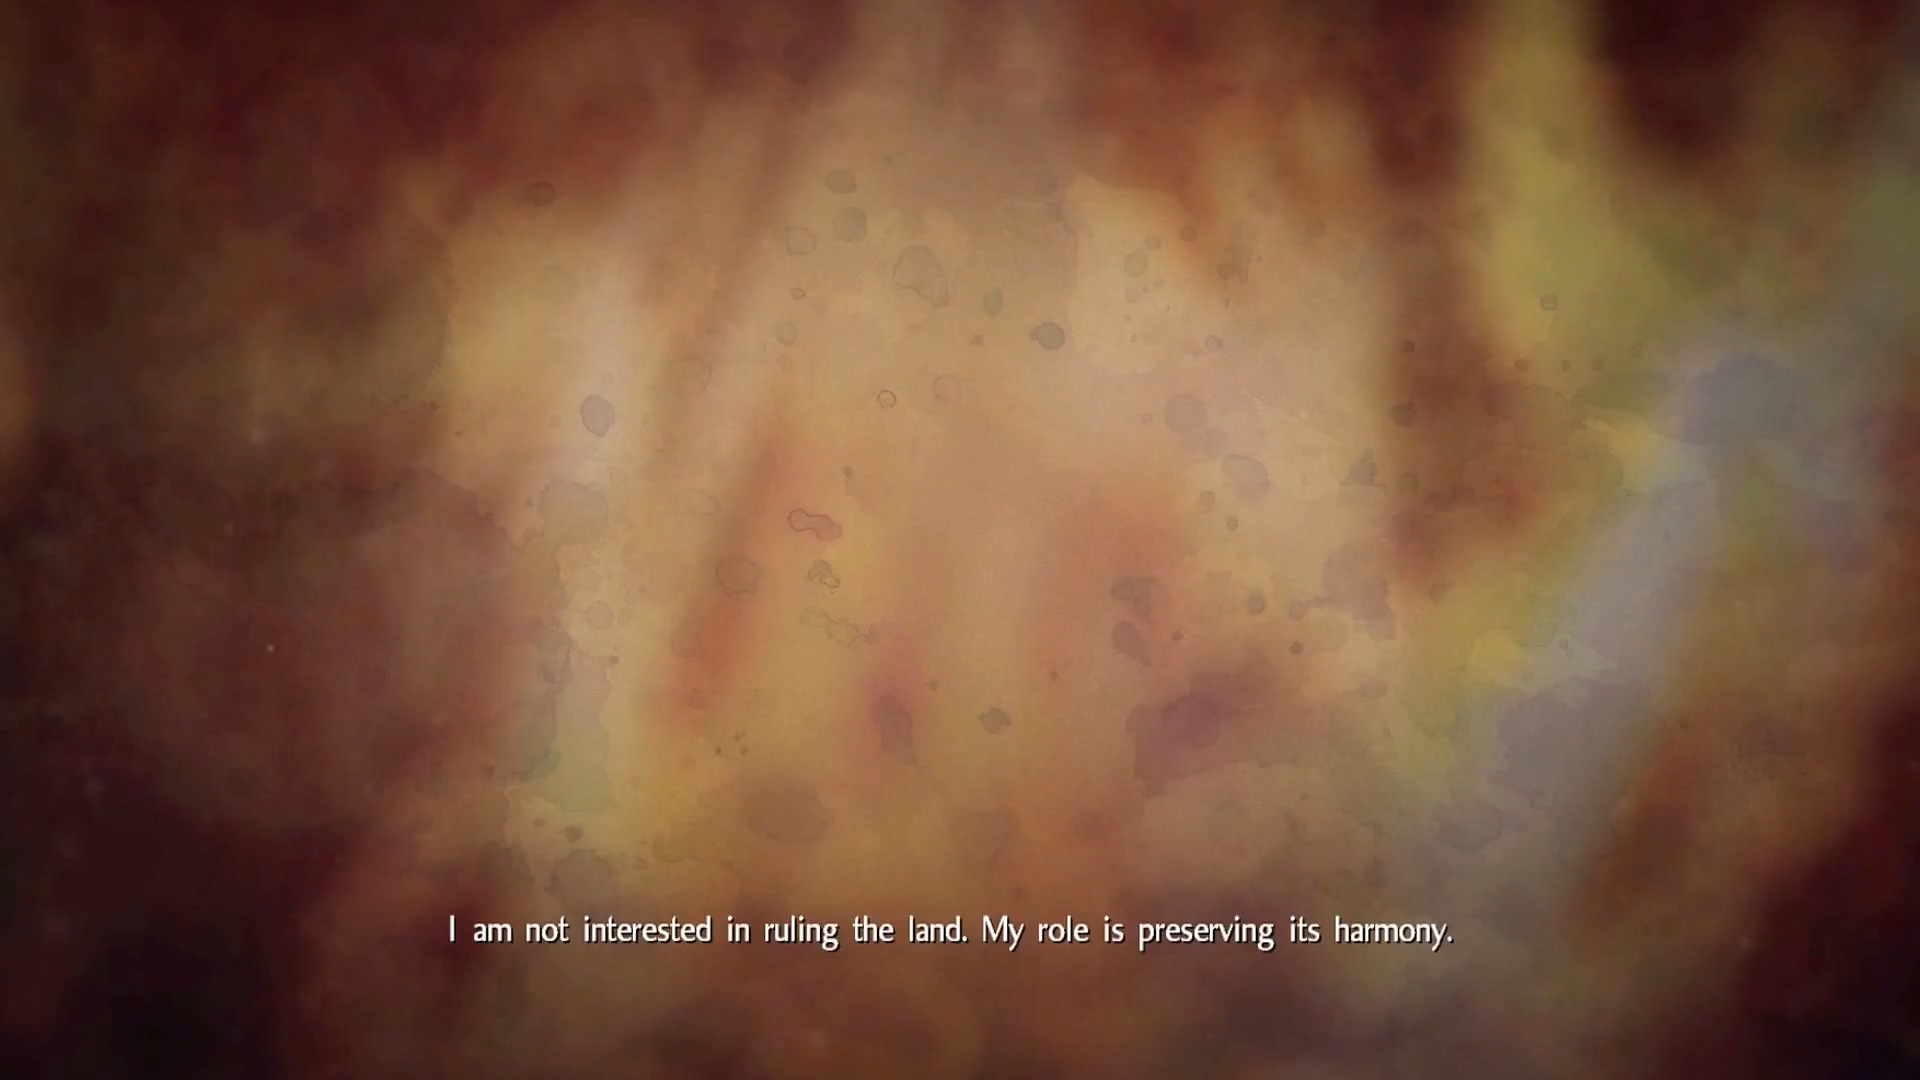 I am not interested in ruling the land. My role is preserving its harmony.